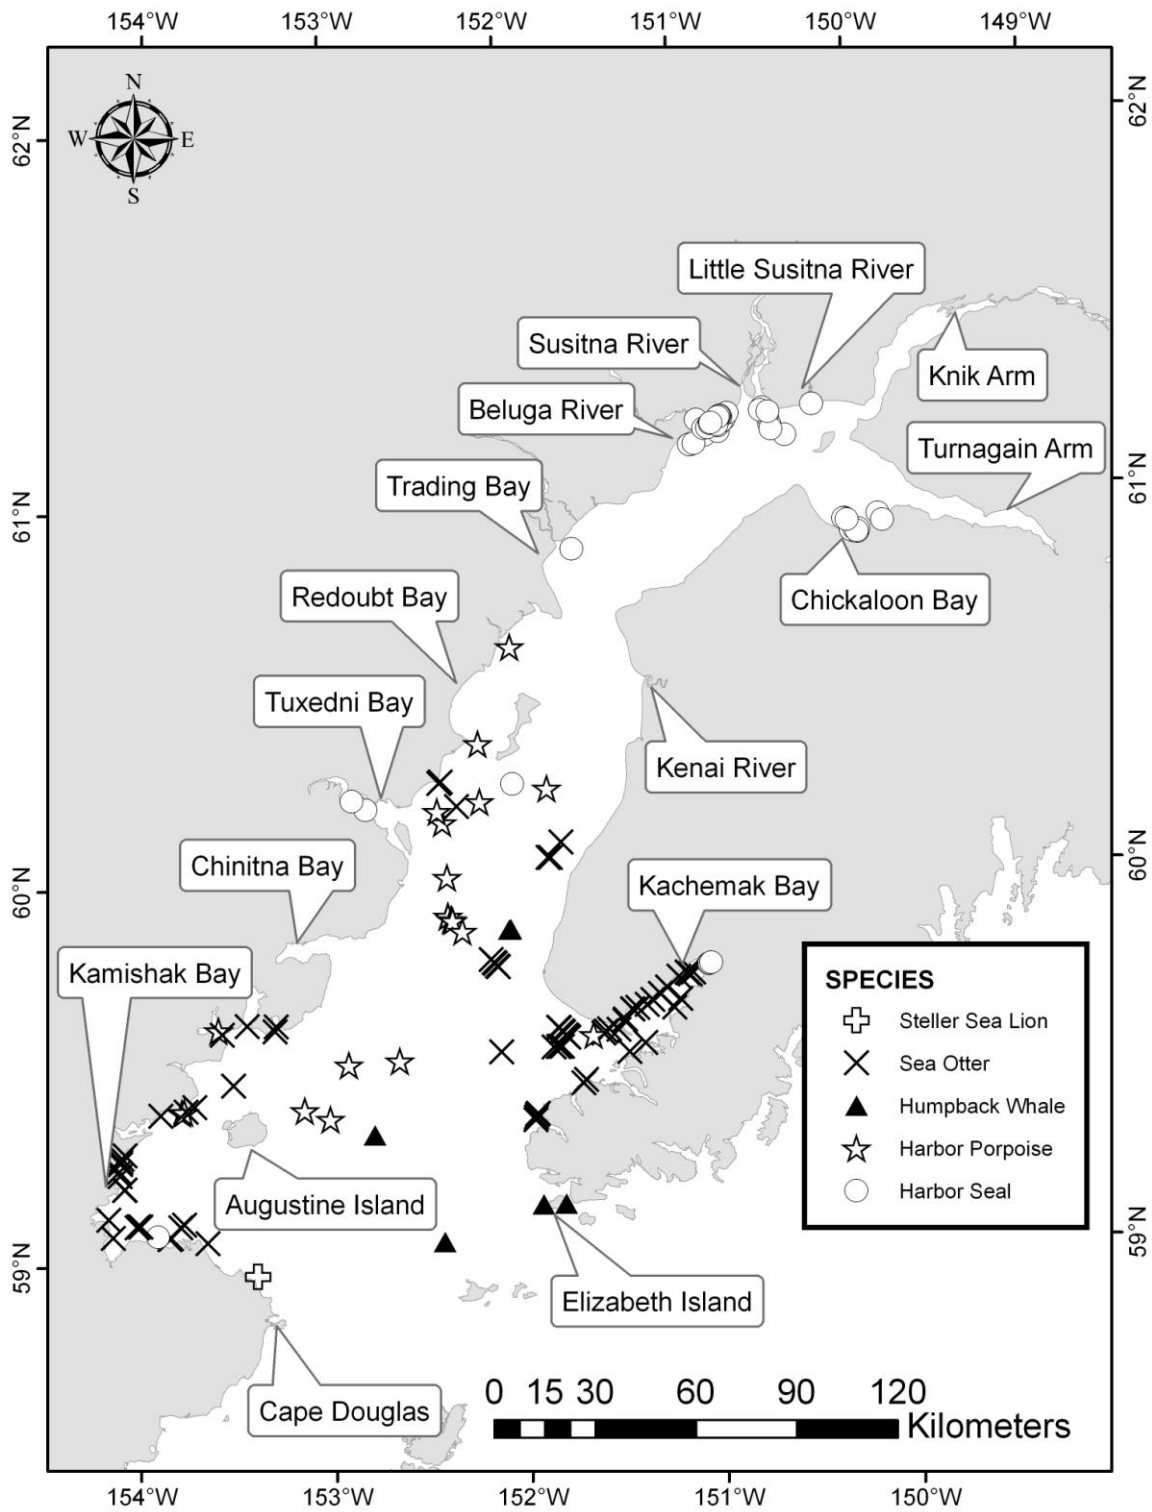 154°W 153°W 152°W 151°W 150°W 149°W
N
W E
S
62°N
62°N
Little Susitna River
Susitna River
Knik Arm
Beluga River
Turnagain Arm
Trading Bay
61°N
61°N
Redoubt Bay
Chickaloon Bay
Tuxedni Bay
Kenai River
Chinitna Bay
60°N
60°N
Kachemak Bay
Kamishak Bay
SPECIES
Steller Sea Lion
Sea Otter
Humpback Whale
Harbor Porpoise
Harbor Seal
Augustine Island
59°N
59°N
Elizabeth Island
Cape Douglas
0 15 30 60 90 120
Kilometers
154°W 153°W 152°W 151°W 150°W